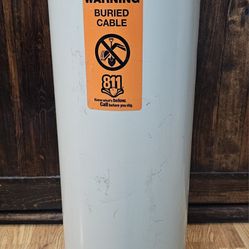 WARNING
BURIED
CABLE
811
Know what's below.
Call before you dig.